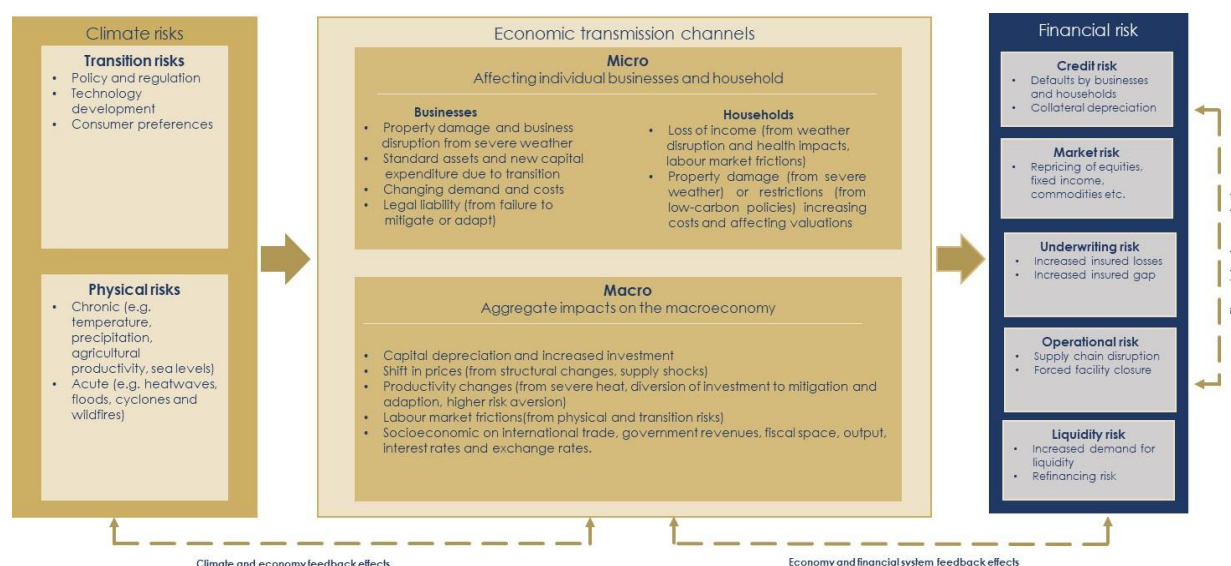 Climate risks
Transition risks
• Policy and regulation
• Technology
development
• Consumer preferences
Physical risks
• Chronic (e.g.
temperature,
precipitation,
agricultural
productivity, sea levels)
• Acute (e.g. heatwaves,
floods, cyclones and
wildfires)
Economic transmission channels
Micro
Affecting individual businesses and household
Businesses
• Property damage and business
disruption from severe weather
• Standard assets and new capital
expenditure due to transition
• Changing demand and costs
• Legal liability (from failure to
mitigate or adapt)
Households
• Loss of income (from weather
disruption and health impacts,
labour market frictions)
• Property damage (from severe
weather) or restrictions (from
low-carbon policies) increasing
costs and affecting valuations
Macro
Aggregate impacts on the macroeconomy
• Capital depreciation and increased investment
• Shift in prices (from structural changes, supply shocks)
• Productivity changes (from severe heat, diversion of investment to mitigation and
adaption, higher risk aversion)
• Labour market frictions(from physical and transition risks)
• Socioeconomic on international trade, government revenues, fiscal space, output,
interest rates and exchange rates.
Financial risk
Credit risk
• Defaults by businesses
and households
• Collateral depreciation
Market risk
• Repricing of equities,
fixed income,
commodities etc.
Underwriting risk
• Increased insured losses
• Increased insured gap
Operational risk
• Supply chain disruption
• Forced facility closure
Liquidity risk
• Increased demand for
liquidity
• Refinancing risk
Climate and economy feedback effects
Economy and financial system feedback effects